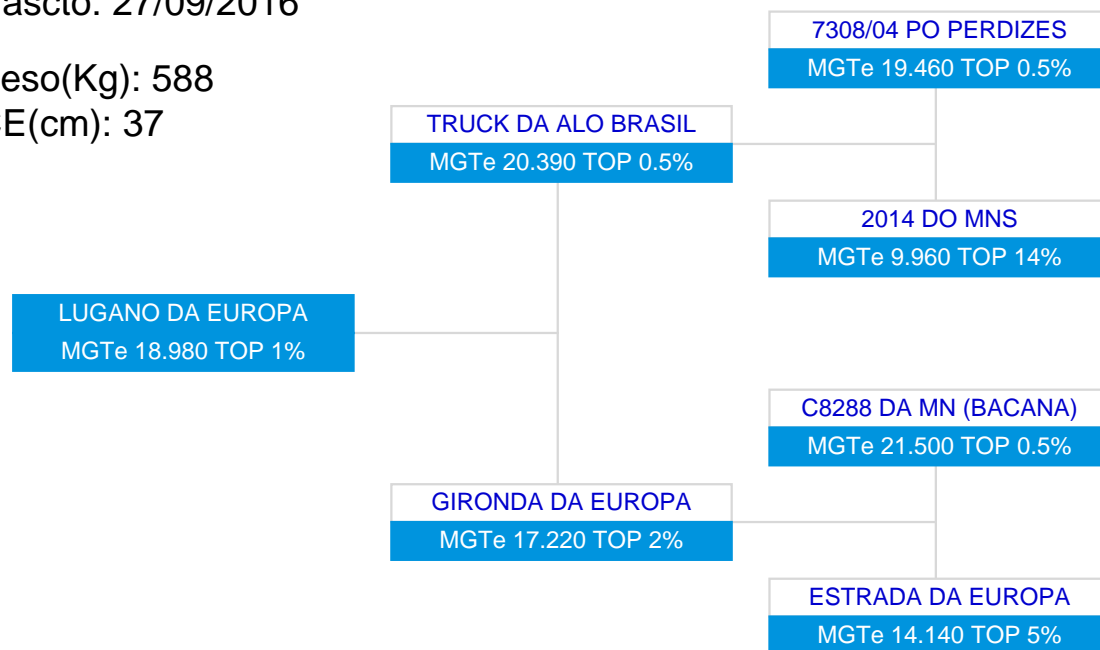 ascto: 27/09/2016
eso(Kg): 588
E(cm): 37
7308/04 PO PERDIZES
MGTe 19.460 TOP 0.5%
TRUCK DA ALO BRASIL
MGTe 20.390 TOP 0.5%
2014 DO MNS
MGTe 9.960 TOP 14%
LUGANO DA EUROPA
MGTe 18.980 TOP 1%
C8288 DA MN (BACANA)
MGTe 21.500 TOP 0.5%
GIRONDA DA EUROPA
MGTe 17.220 TOP 2%
ESTRADA DA EUROPA
MGTe 14.140 TOP 5%